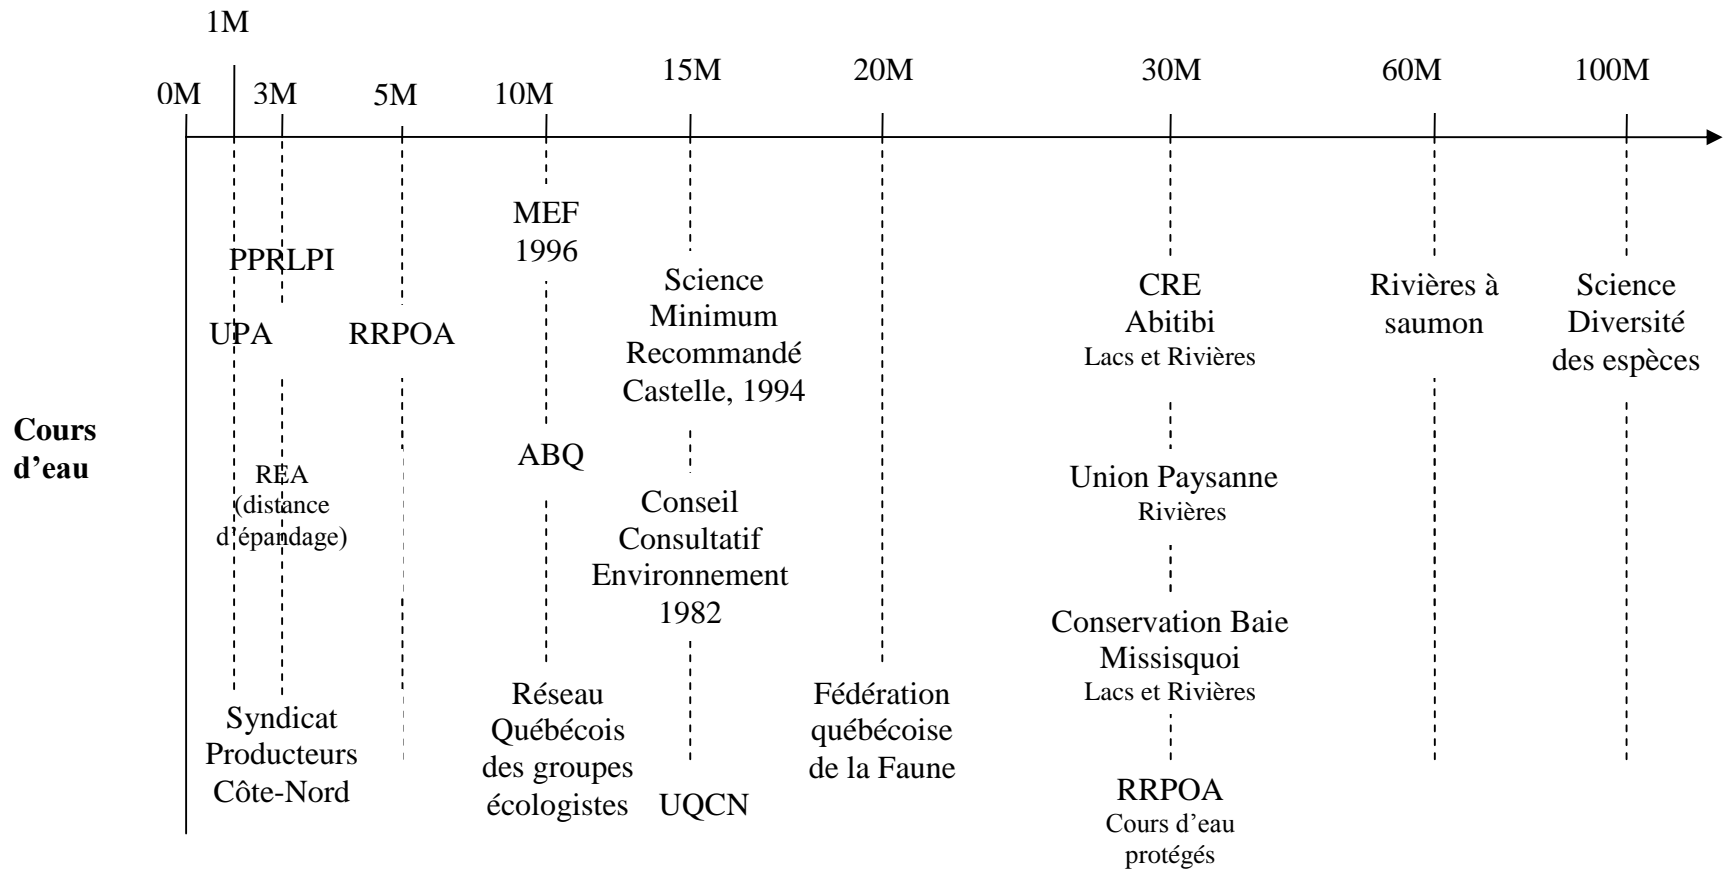 1M
0M
3M
5M
10M
15M
20M
30M
60M
100M
Cours
d’eau
PPRLPI
UPA
REA
(distance
d’épandage)
Syndicat
Producteurs
Côte-Nord
RRPOA
MEF
1996
ABQ
Réseau
Québécois
des groupes
écologistes
Science
Minimum
Recommandé
Castelle, 1994
Conseil
Consultatif
Environnement
1982
UQCN
Fédération
québécoise
de la Faune
CRE
Abitibi
Lacs et Rivières
Union Paysanne
Rivières
Conservation Baie
Missisquoi
Lacs et Rivières
RRPOA
Cours d’eau
protégés
Rivières à
saumon
Science
Diversité
des espèces